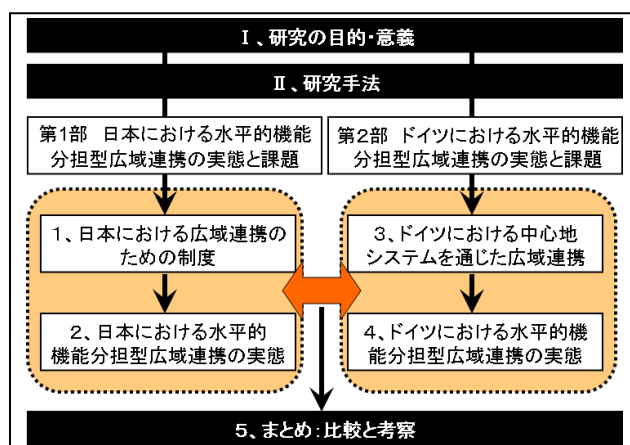 Ⅰ、研究の目的・意義
Ⅱ、研究手法
第1部 日本における水平的機能
分担型広域連携の実態と課題
第2部 ドイツにおける水平的機能
分担型広域連携の実態と課題
1、日本における広域連携の
ための制度
2、日本における水平的
機能分担型広域連携の実態
3、ドイツにおける中心地
システムを通じた広域連携
4、ドイツにおける水平的機
能分担型広域連携の実態
5、まとめ：比較と考察